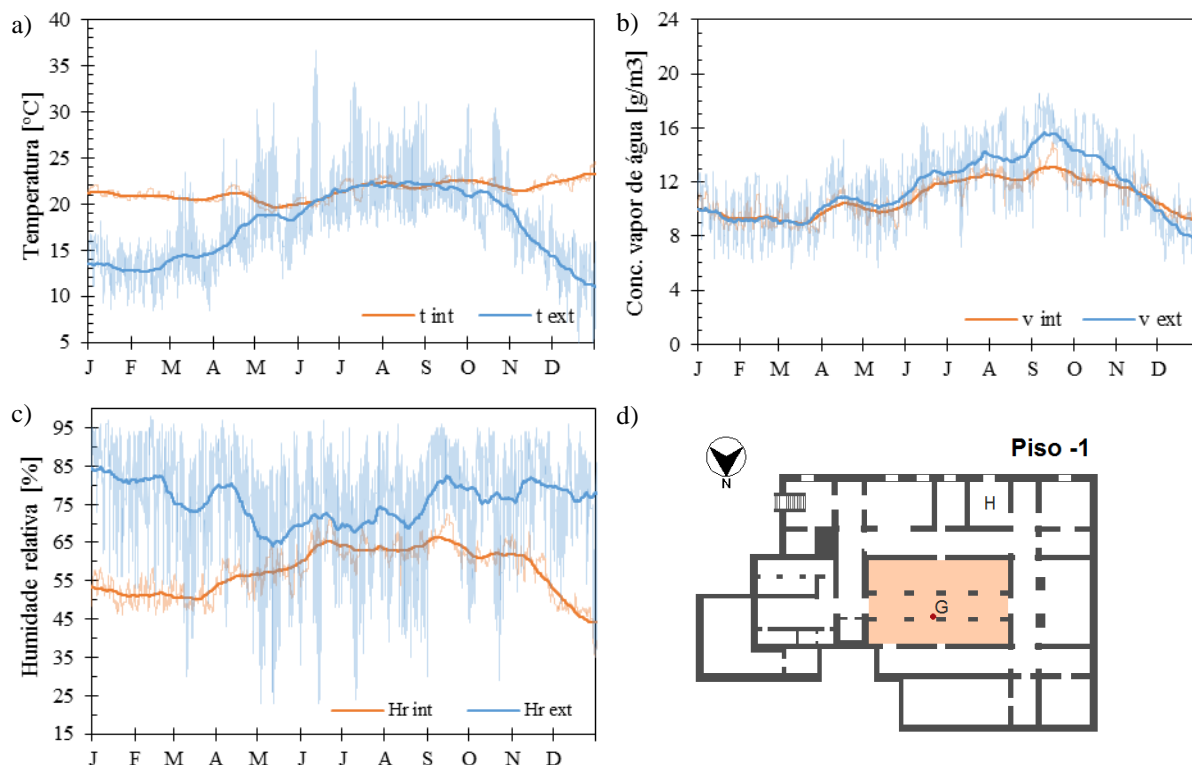 a)
Temperatura [ºC]
40
35
30
25
20
15
10
5
t int
t ext
J F M A M J J A S O N D
b)
Conc. vapor de água [g/m3]
24
20
16
12
8
4
0
v int
v ext
J F M A M J J A S O N D
c)
Humidade relativa [%]
95
85
75
65
55
45
35
25
15
Hr int
Hr ext
J F M A M J J A S O N D
d)
Piso -1
N
H
G